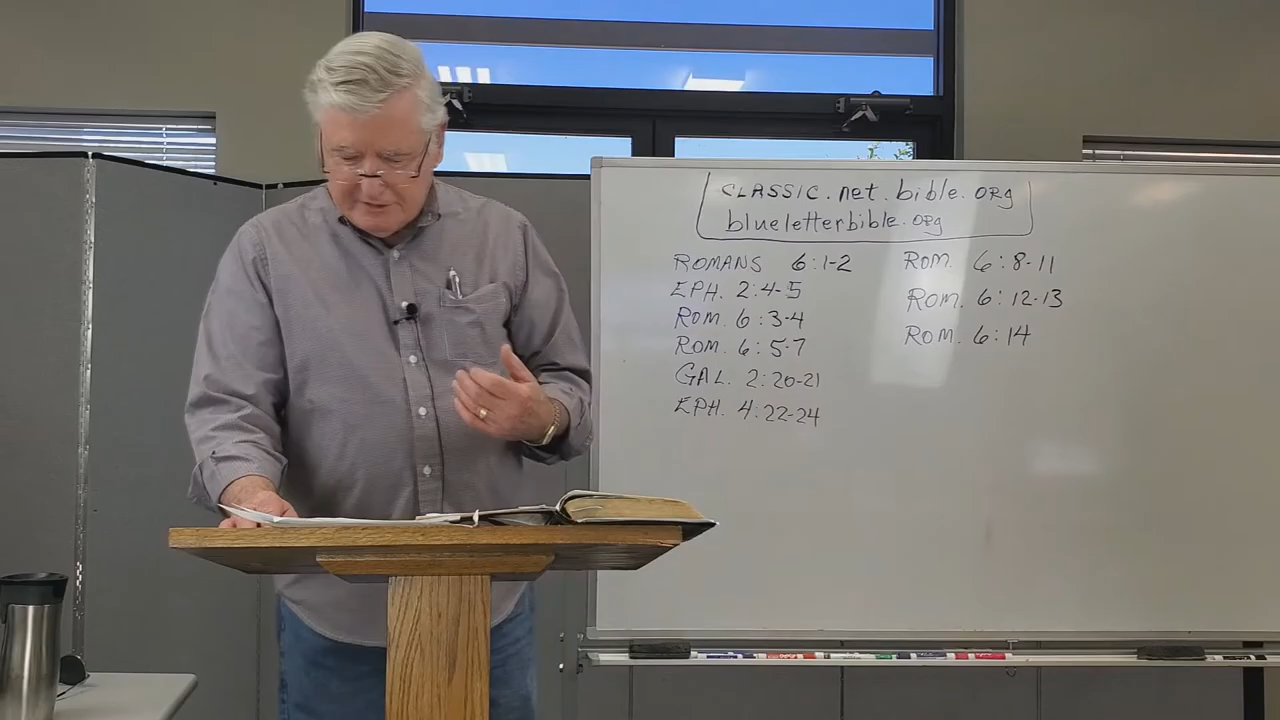 CLASSIC.net.bible.ORg
blueletterbible.org
ROMANS 6:1-2
EPH. 2:4-5
ROM. 6:3-4
ROM. 6:5-7
GAL. 2:20-21
EPH. 4:22-24
ROM. 6:8-11
ROM. 6:12-13
ROM. 6:14